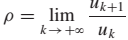 ρ = lim_{k→+∞} u_{k+1} / u_k